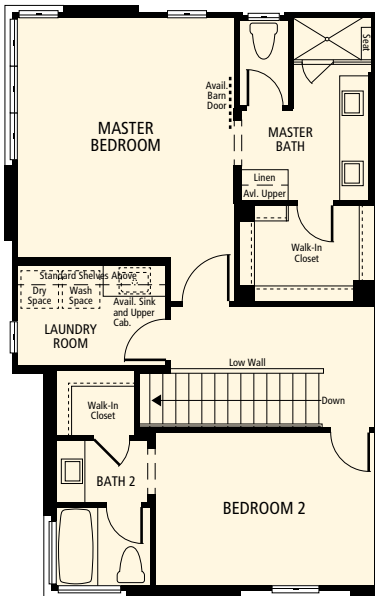 Seat
Avail.
Barn
Door
MASTER
BEDROOM
MASTER
BATH
Linen
Avl. Upper
Walk-In
Closet
Standard Shelves Above
Dry
Space
Wash
Space
Avail. Sink
and Upper
Cab.
LAUNDRY
ROOM
Low Wall
Down
Walk-In
Closet
BATH 2
BEDROOM 2